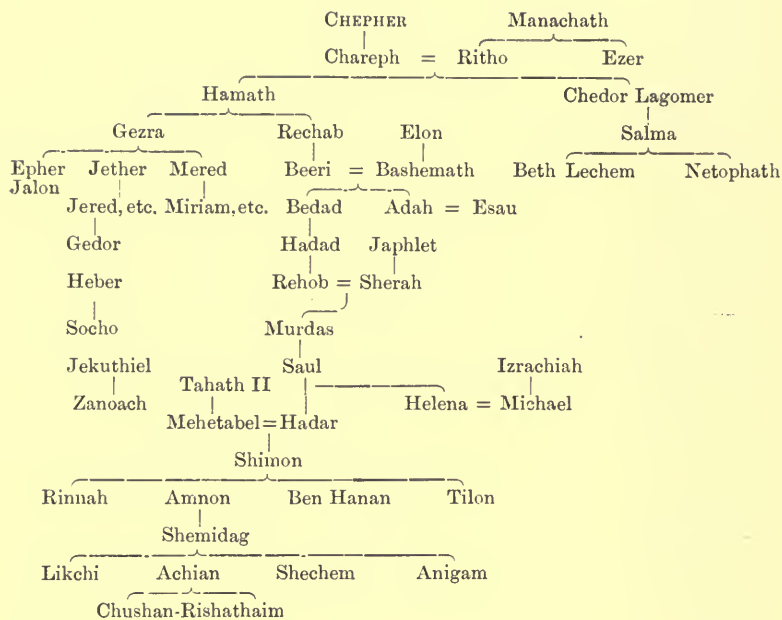 CHEPHER Manachath
Chareph = Ritho Ezer
Hamath Chedor Lagomer
Gezra Rechab Elon Salma
Epher Jether Mered Beeri = Bashemath Beth Lechem Netophath
Jalon
Jered, etc. Miriam, etc. Bedad Adah = Esau
Gedor Hadad Japhlet
Heber Rehob = Sherah
Socho Murdas
Jekuthiel Saul Izrachiah
Tahath II
Zanoach Helena = Michael
Mehetabel = Hadar
Shimon
Rinnah Amnon Ben Hanan Tilon
Shemidag
Likchi Achian Shechem Anigam
Chushan-Rishathaim